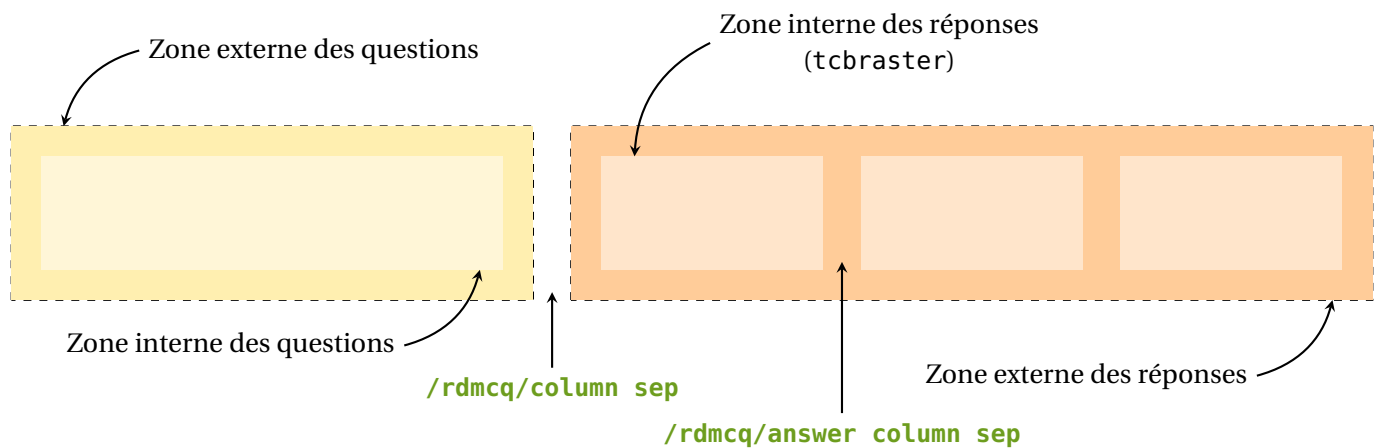 Zone externe des questions
Zone interne des réponses
(tcbraster)
Zone interne des questions
/rdmcq/column sep
Zone externe des réponses
/rdmcq/answer column sep